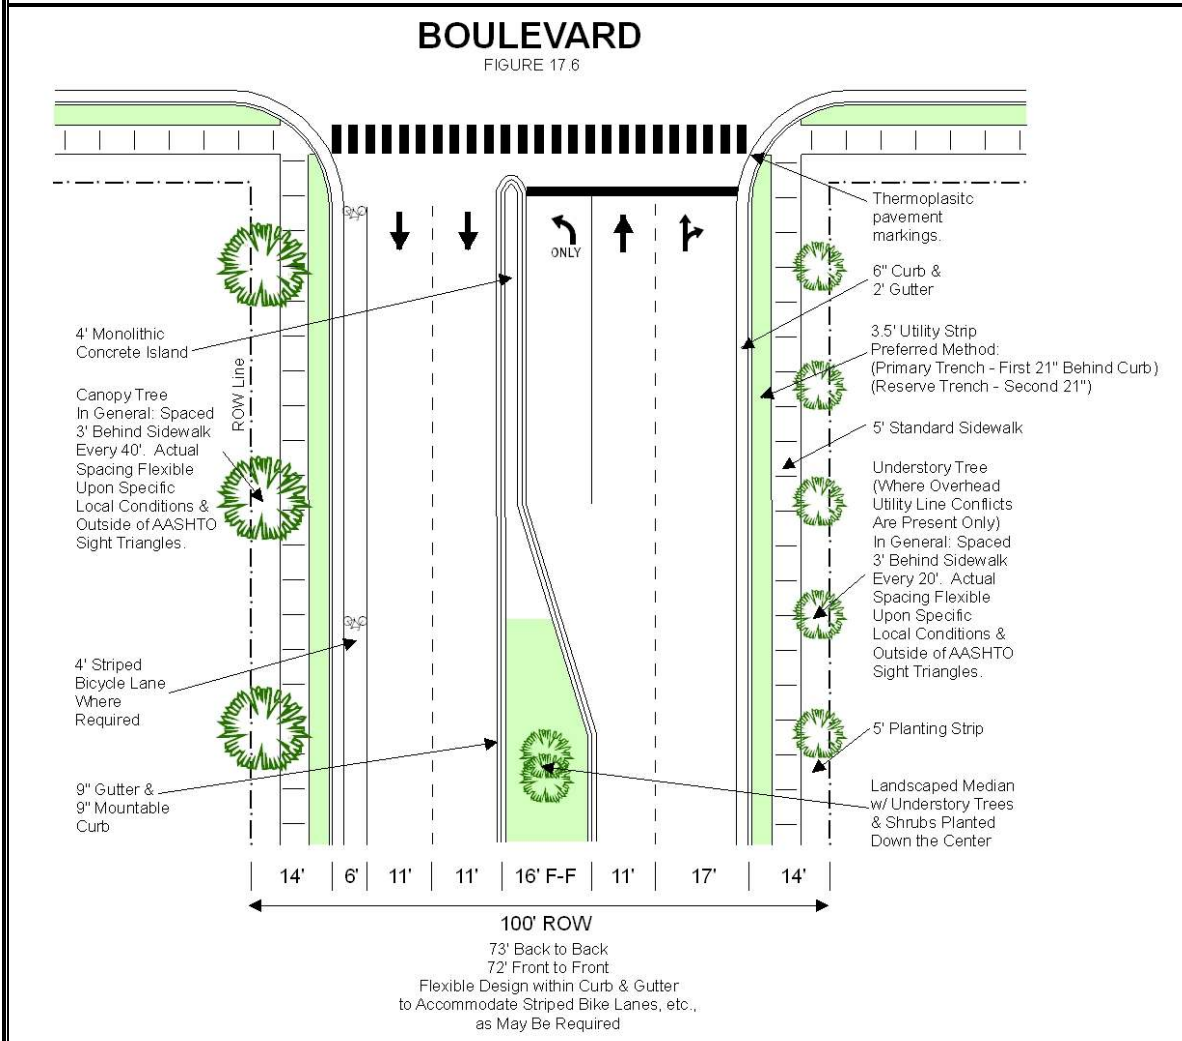 BOULEVARD
FIGURE 17.6
ONLY
4' Monolithic
Concrete Island
ROW Line
Canopy Tree
In General: Spaced
3' Behind Sidewalk
Every 40'. Actual
Spacing Flexible
Upon Specific
Local Conditions &
Outside of AASHTO
Sight Triangles.
4' Striped
Bicycle Lane
Where
Required
9" Gutter &
9" Mountable
Curb
Thermoplasitc
pavement
markings.
6" Curb &
2' Gutter
3.5' Utility Strip
Preferred Method:
(Primary Trench - First 21" Behind Curb)
(Reserve Trench - Second 21")
5' Standard Sidewalk
Understory Tree
(Where Overhead
Utility Line Conflicts
Are Present Only)
In General: Spaced
3' Behind Sidewalk
Every 20'. Actual
Spacing Flexible
Upon Specific
Local Conditions &
Outside of AASHTO
Sight Triangles.
5' Planting Strip
Landscaped Median
w/ Understory Trees
& Shrubs Planted
Down the Center
14' 6' 11' 11' 16' F-F 11' 17' 14'
100' ROW
73' Back to Back
72' Front to Front
Flexible Design within Curb & Gutter
to Accommodate Striped Bike Lanes, etc.,
as May Be Required